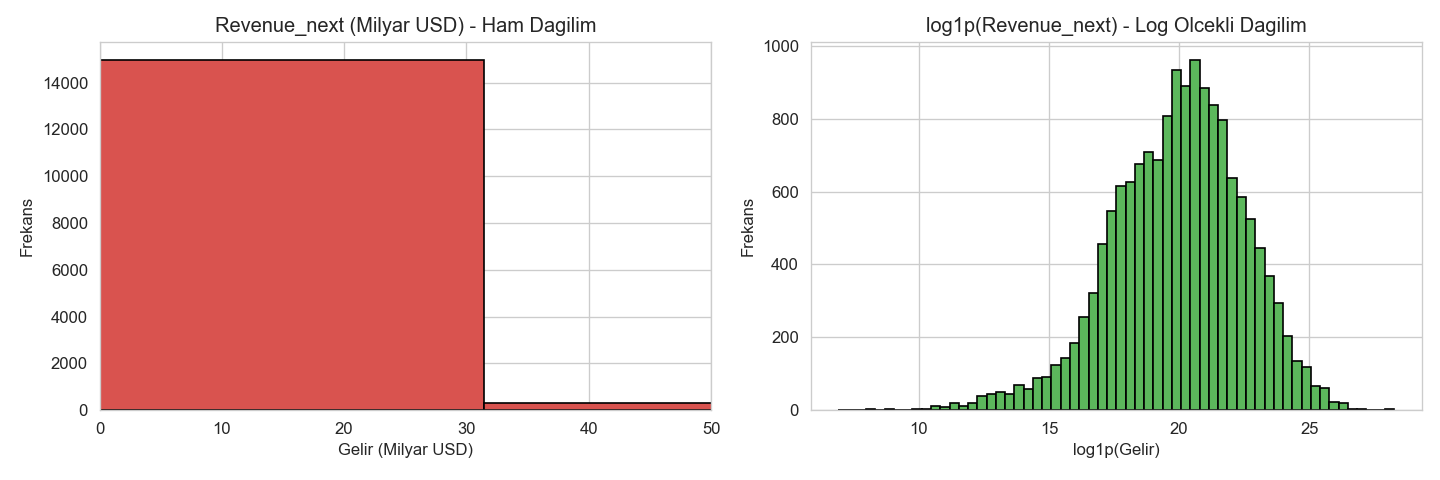 Revenue_next (Milyar USD) - Ham Dagilim
14000
12000
10000
8000
6000
4000
2000
0
Frekans
0 10 20 30 40 50
Gelir (Milyar USD)
log1p(Revenue_next) - Log Olcekli Dagilim
1000
800
600
400
200
0
Frekans
10 15 20 25
log1p(Gelir)